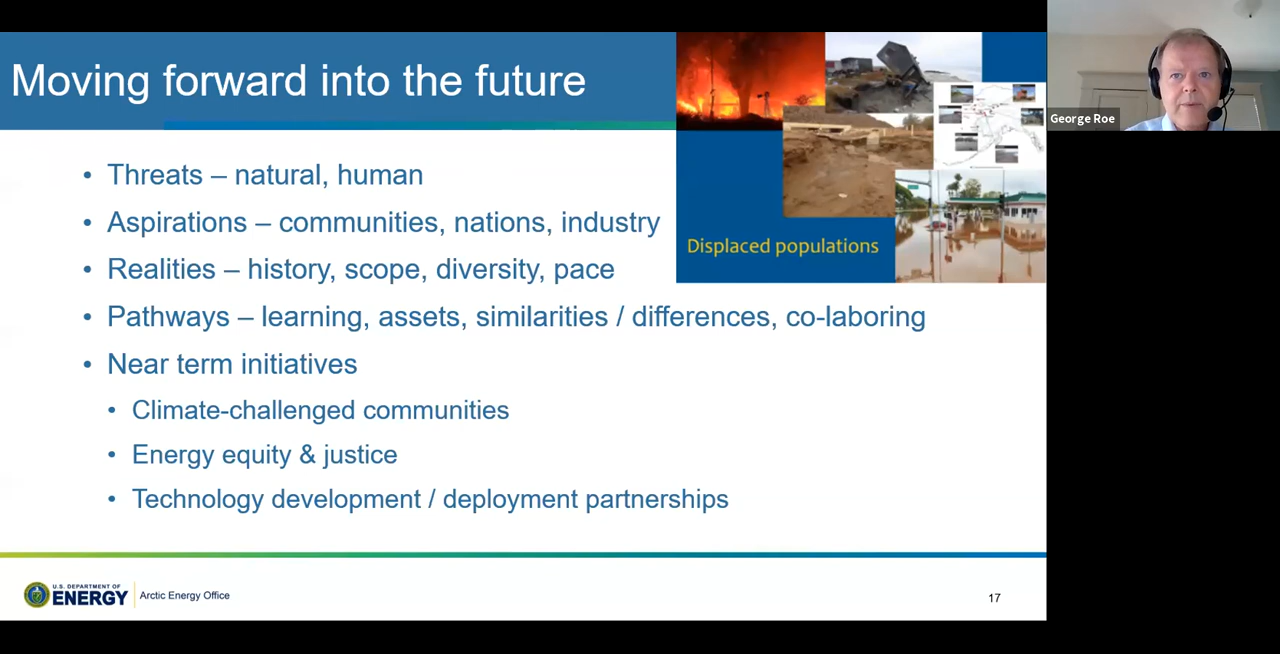 Moving forward into the future
George Roe
• Threats – natural, human
• Aspirations – communities, nations, industry
• Realities – history, scope, diversity, pace
Displaced populations
• Pathways – learning, assets, similarities / differences, co-laboring
• Near term initiatives
• Climate-challenged communities
• Energy equity & justice
• Technology development / deployment partnerships
U.S. DEPARTMENT OF
ENERGY
Arctic Energy Office
17